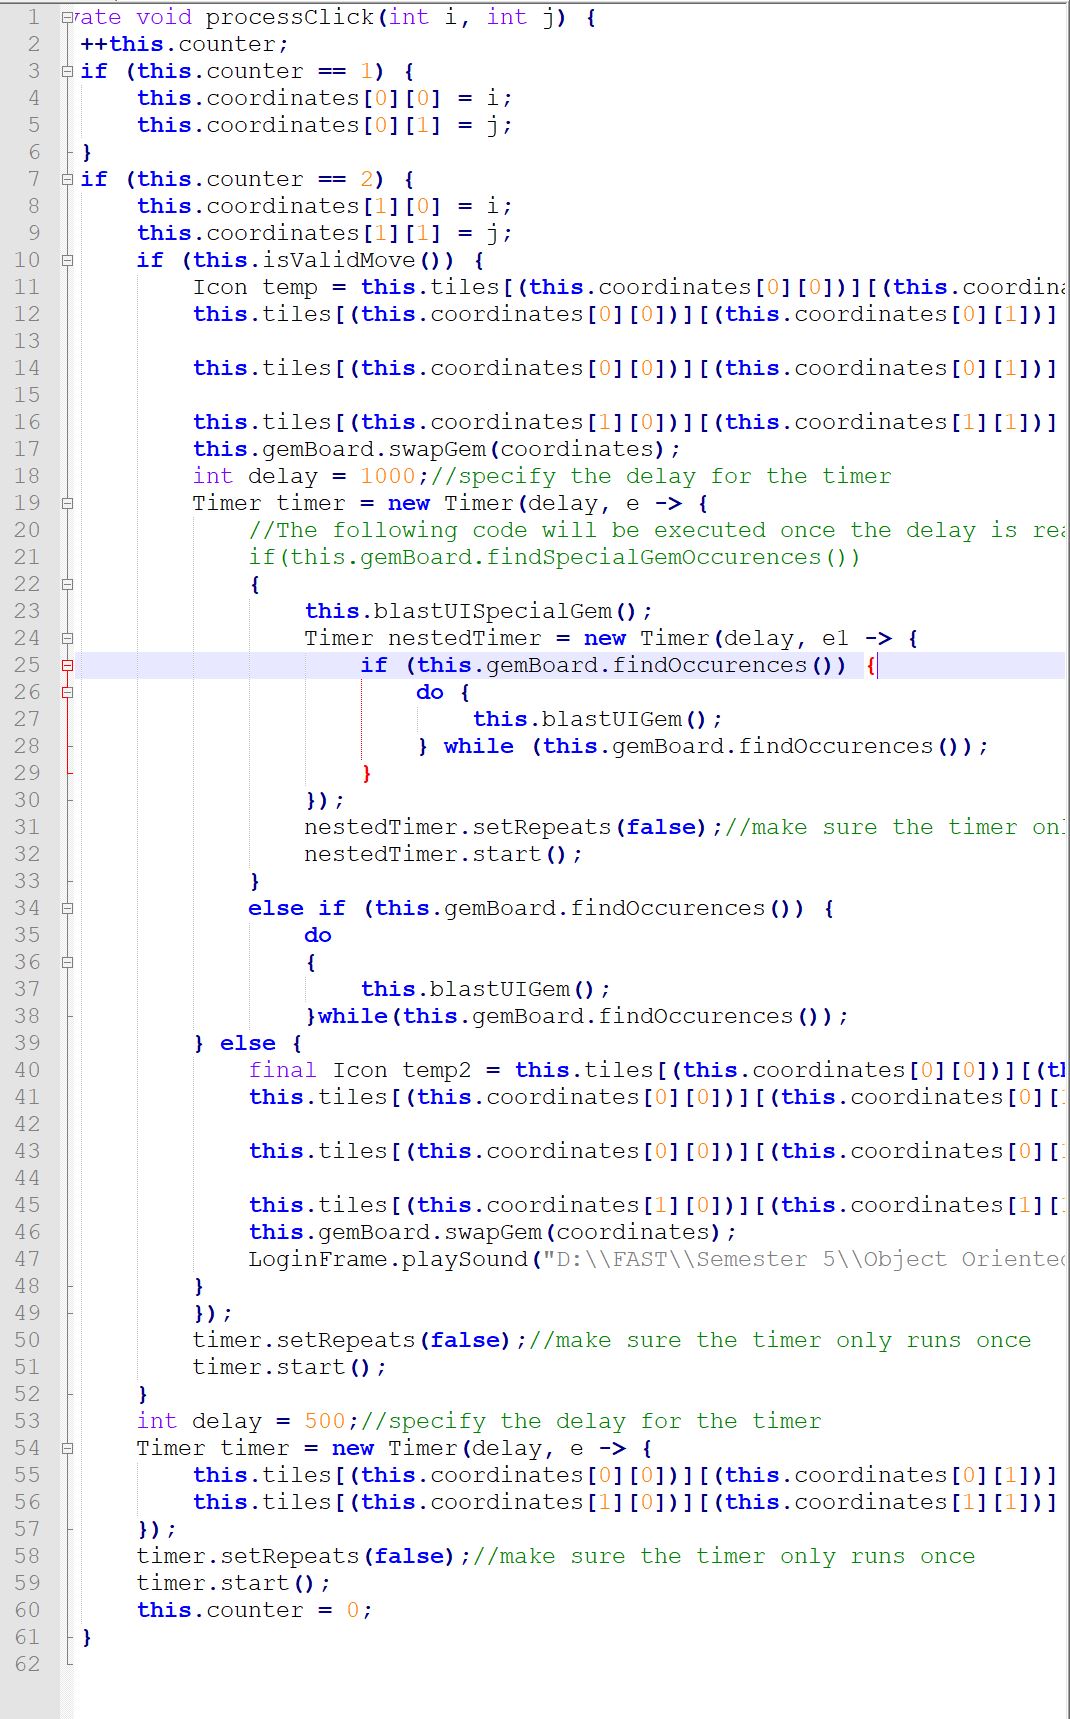 1 vate void processClick(int i, int j) {
2 ++this.counter;
3 if (this.counter == 1) {
4 this.coordinates[0][0] = i;
5 this.coordinates[0][1] = j;
6 }
7 if (this.counter == 2) {
8 this.coordinates[1][0] = i;
9 this.coordinates[1][1] = j;
10 if (this.isValidMove()) {
11 Icon temp = this.tiles[(this.coordinates[0][0])][(this.coordina
12 this.tiles[(this.coordinates[0][0])][(this.coordinates[0][1])]
13
14 this.tiles[(this.coordinates[0][0])][(this.coordinates[0][1])]
15
16 this.tiles[(this.coordinates[1][0])][(this.coordinates[1][1])]
17 this.gemBoard.swapGem(coordinates);
18 int delay = 1000;//specify the delay for the timer
19 Timer timer = new Timer(delay, e -> {
20 //The following code will be executed once the delay is rea
21 if(this.gemBoard.findSpecialGemOccurences())
22 {
23 this.blastUISpecialGem();
24 Timer nestedTimer = new Timer(delay, e1 -> {
25 if (this.gemBoard.findOccurences()) {
26 do {
27 this.blastUIGem();
28 } while (this.gemBoard.findOccurences());
29 }
30 });
31 nestedTimer.setRepeats(false);//make sure the timer onl
32 nestedTimer.start();
33 }
34 else if (this.gemBoard.findOccurences()) {
35 do
36 {
37 this.blastUIGem();
38 }while(this.gemBoard.findOccurences());
39 } else {
40 final Icon temp2 = this.tiles[(this.coordinates[0][0])][(th
41 this.tiles[(this.coordinates[0][0])][(this.coordinates[0][1
42
43 this.tiles[(this.coordinates[0][0])][(this.coordinates[0][1
44
45 this.tiles[(this.coordinates[1][0])][(this.coordinates[1][1
46 this.gemBoard.swapGem(coordinates);
47 LoginFrame.playSound("D:\\FAST\\Semester 5\\Object Oriented
48 }
49 });
50 timer.setRepeats(false);//make sure the timer only runs once
51 timer.start();
52 }
53 int delay = 500;//specify the delay for the timer
54 Timer timer = new Timer(delay, e -> {
55 this.tiles[(this.coordinates[0][0])][(this.coordinates[0][1])]
56 this.tiles[(this.coordinates[1][0])][(this.coordinates[1][1])]
57 });
58 timer.setRepeats(false);//make sure the timer only runs once
59 timer.start();
60 this.counter = 0;
61 }
62